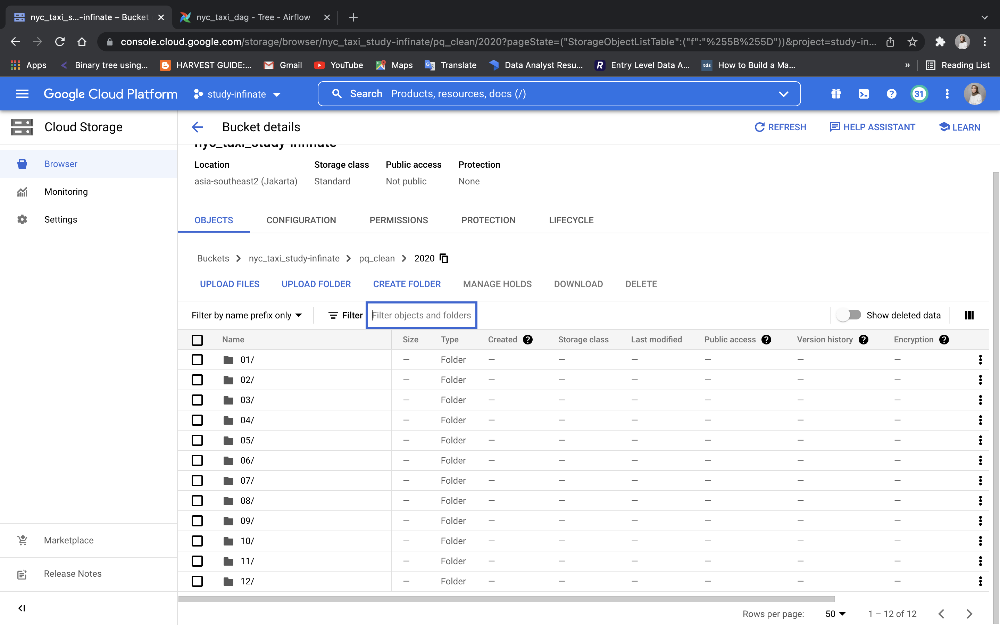 nyc_taxi_s...-infinate – Bucket
nyc_taxi_dag - Tree - Airflow
console.cloud.google.com/storage/browser/nyc_taxi_study-infinate/pq_clean/2020?pageState=("StorageObjectListTable":("f":"%255B%255D"))&project=study-in...
Apps
Binary tree using...
HARVEST GUIDE:...
Gmail
YouTube
Maps
Translate
Data Analyst Resu...
R
Entry Level Data A...
tds
How to Build a Ma...
»
Reading List
Google Cloud Platform
study-infinate
Search Products, resources, docs (/)
31
Cloud Storage
Bucket details
REFRESH
HELP ASSISTANT
LEARN
nyc_taxi_study-infinate
Browser
Monitoring
Settings
Location Storage class Public access Protection
asia-southeast2 (Jakarta) Standard Not public None
OBJECTS CONFIGURATION PERMISSIONS PROTECTION LIFECYCLE
Buckets > nyc_taxi_study-infinate > pq_clean > 2020
UPLOAD FILES UPLOAD FOLDER CREATE FOLDER MANAGE HOLDS DOWNLOAD DELETE
Filter by name prefix only Filter Filter objects and folders Show deleted data
Name Size Type Created ? Storage class Last modified Public access ? Version history ? Encryption ?
01/ — Folder — — — — — —
02/ — Folder — — — — — —
03/ — Folder — — — — — —
04/ — Folder — — — — — —
05/ — Folder — — — — — —
06/ — Folder — — — — — —
07/ — Folder — — — — — —
08/ — Folder — — — — — —
09/ — Folder — — — — — —
10/ — Folder — — — — — —
11/ — Folder — — — — — —
12/ — Folder — — — — — —
Marketplace
Release Notes
Rows per page: 50 1 – 12 of 12